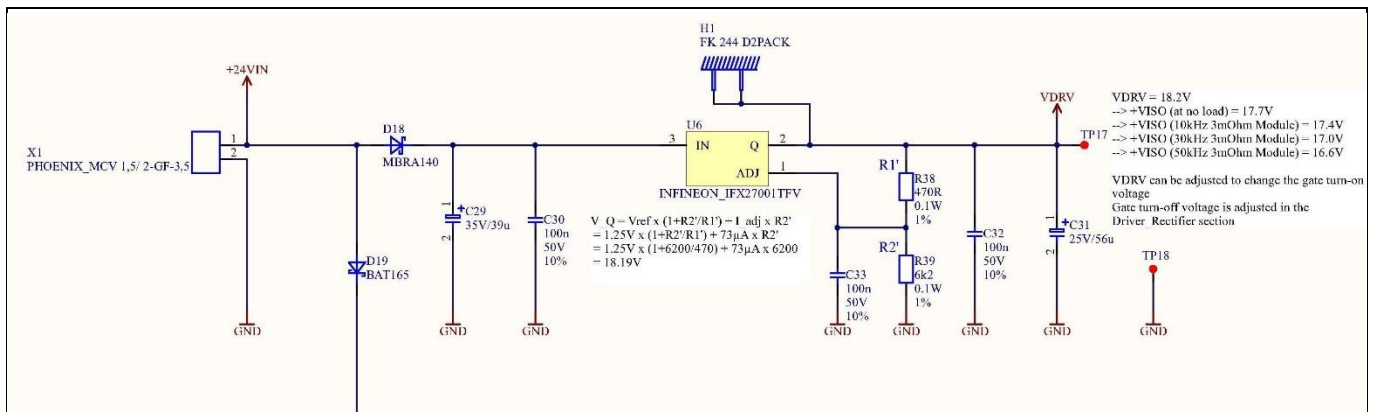 H1
FK 244 D2PACK
+24VIN
VDRV
VDRV = 18.2V
--> +VISO (at no load) = 17.7V
--> +VISO (10kHz 3mOhm Module) = 17.4V
--> +VISO (30kHz 3mOhm Module) = 17.0V
--> +VISO (50kHz 3mOhm Module) = 16.6V
VDRV can be adjusted to change the gate turn-on
voltage
Gate turn-off voltage is adjusted in the
Driver_Rectifier section
TP17
X1
PHOENIX_MCV 1,5/ 2-GF-3,5
1
2
D18
MBRA140
U6
3
IN
Q
2
ADJ
1
INFINEON_IFX27001TFV
R1'
R38
470R
0.1W
1%
1
C29
35V/39u
+
2
C30
100n
50V
10%
V_Q = Vref x (1+R2'/R1') + I_adj x R2'
= 1.25V x (1+R2'/R1') + 73µA x R2'
= 1.25V x (1+6200/470) + 73µA x 6200
= 18.19V
R2'
R39
6k2
0.1W
1%
C33
100n
50V
10%
C32
100n
50V
10%
1
+
C31
25V/56u
2
TP18
D19
BAT165
GND
GND
GND
GND
GND
GND
GND
GND